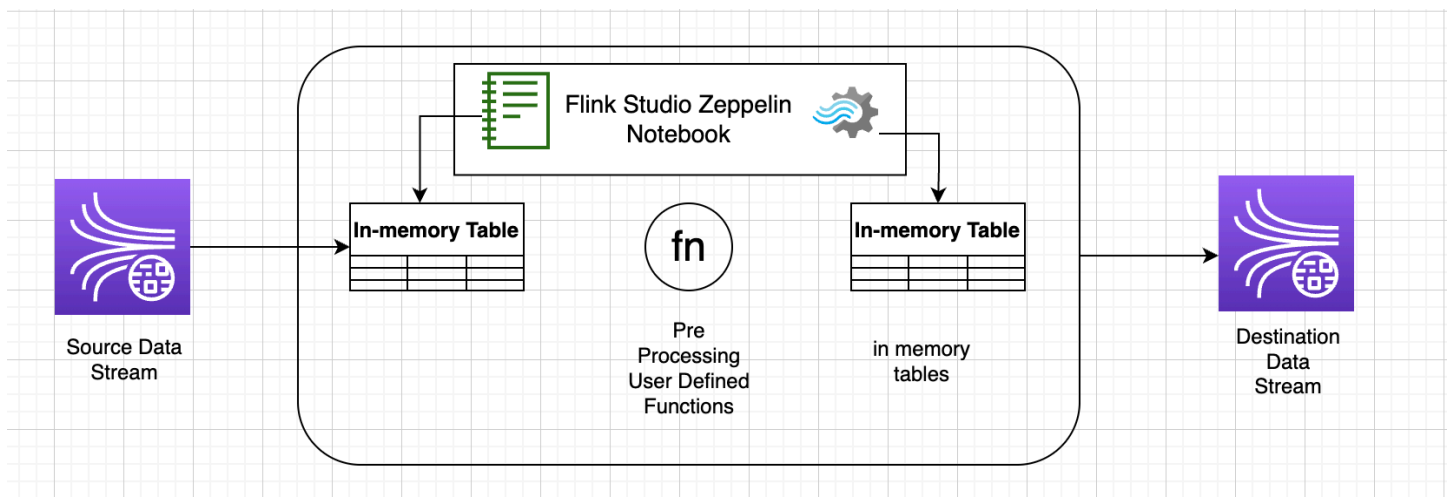 Flink Studio Zeppelin
Notebook
In-memory Table
fn
In-memory Table
Source Data
Stream
Pre
Processing
User Defined
Functions
in memory
tables
Destination
Data
Stream